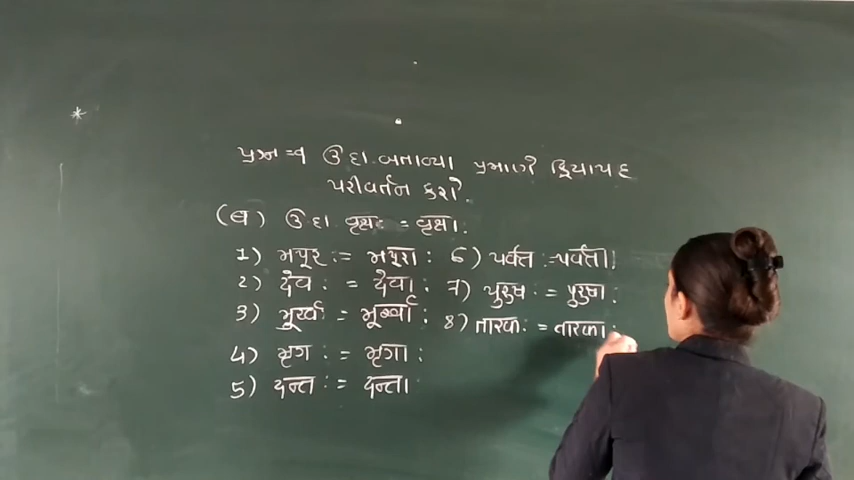 પ્રશ્ન=૧ ઉદા.બતાવ્યા પ્રમાણે ક્રિયાપદ
પરીવર્તન કરો.
(બ) ઉદા वृक्षः = वृक्षाः
1) मयूरः = मयूराः
2) देवः = देवाः
3) मूर्खः = मूर्खाः
4) मृगः = मृगाः
5) दन्तः = दन्ताः
6) पर्वतः = पर्वताः
7) पुरुषः = पुरुषाः
8) तारकः = तारकाः